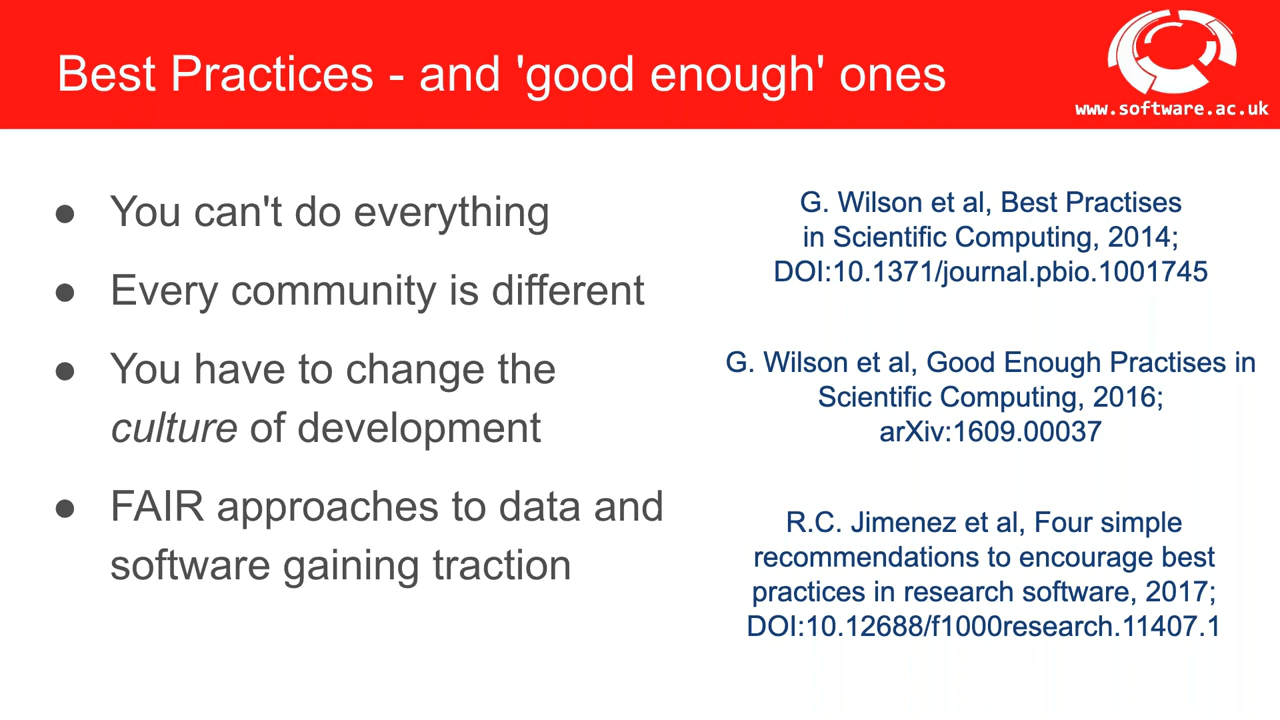 Best Practices - and 'good enough' ones
www.software.ac.uk
● You can't do everything
● Every community is different
● You have to change the
culture of development
● FAIR approaches to data and
software gaining traction
G. Wilson et al, Best Practises
in Scientific Computing, 2014;
DOI:10.1371/journal.pbio.1001745
G. Wilson et al, Good Enough Practises in
Scientific Computing, 2016;
arXiv:1609.00037
R.C. Jimenez et al, Four simple
recommendations to encourage best
practices in research software, 2017;
DOI:10.12688/f1000research.11407.1